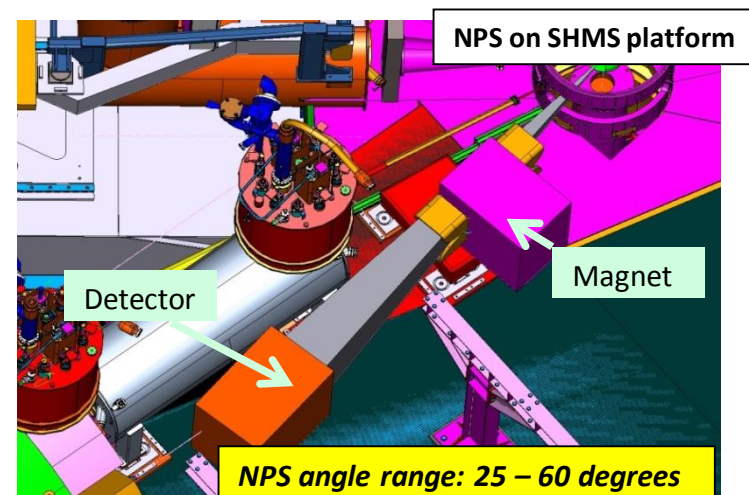 NPS on SHMS platform
Magnet
Detector
NPS angle range: 25 – 60 degrees